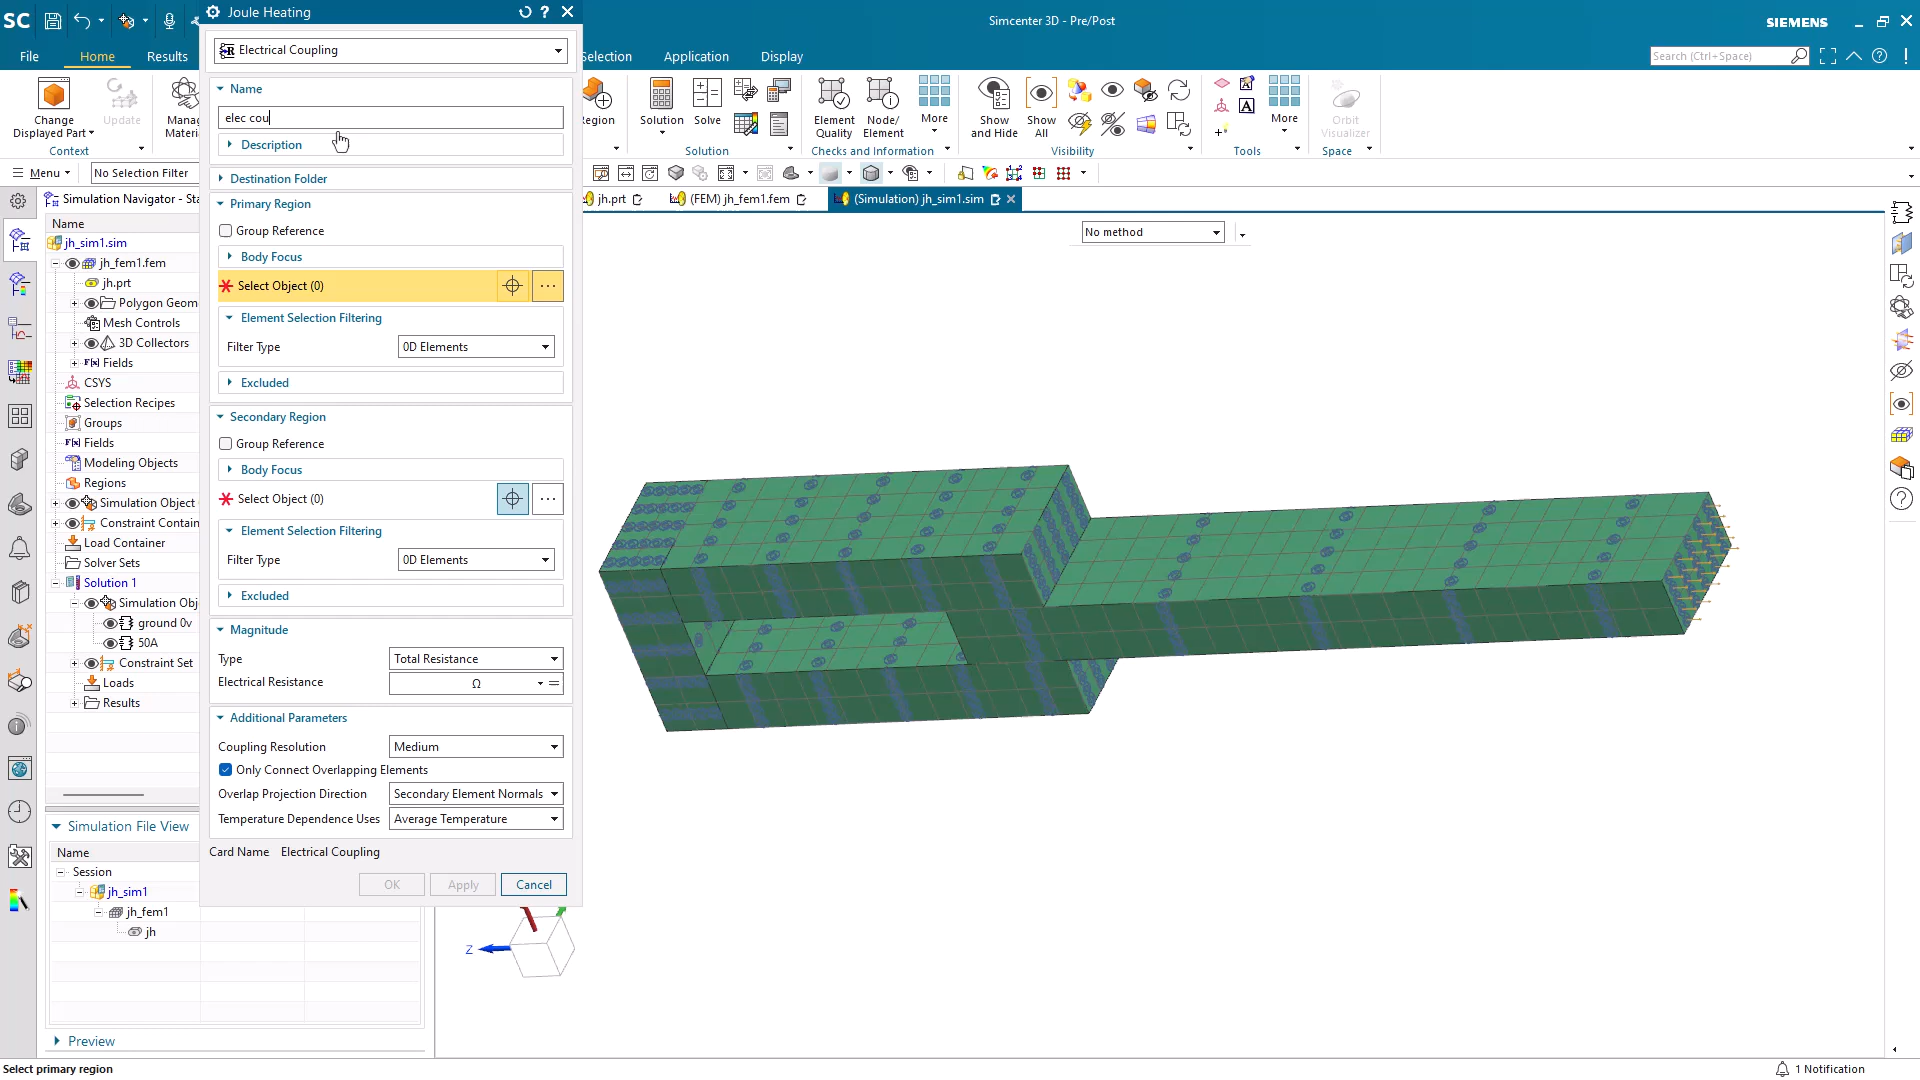 SC
Joule Heating
Simcenter 3D - Pre/Post
SIEMENS
File
Home
Results
Selection
Application
Display
Search (Ctrl+Space)
Electrical Coupling
Change
Displayed Part
Update
Context
Solution
Solve
Solution
Element
Quality
Node/
Element
More
Checks and Information
Show
and Hide
Show
All
Visibility
More
Tools
Orbit
Visualizer
Space
Menu
No Selection Filter
Name
elec cou
Description
Destination Folder
Primary Region
Group Reference
Body Focus
Select Object (0)
Element Selection Filtering
Filter Type
0D Elements
Excluded
Secondary Region
Group Reference
Body Focus
Select Object (0)
Element Selection Filtering
Filter Type
0D Elements
Excluded
Magnitude
Type
Total Resistance
Electrical Resistance
Ω
Additional Parameters
Coupling Resolution
Medium
Only Connect Overlapping Elements
Overlap Projection Direction
Secondary Element Normals
Temperature Dependence Uses
Average Temperature
Card Name Electrical Coupling
OK
Apply
Cancel
jh.prt
(FEM) jh_fem1.fem
(Simulation) jh_sim1.sim
No method
Simulation Navigator - Sta
Name
jh_sim1.sim
jh_fem1.fem
jh.prt
Polygon Geom
Mesh Controls
3D Collectors
F(x) Fields
CSYS
Selection Recipes
Groups
F(x) Fields
Modeling Objects
Regions
Simulation Object
Constraint Contain
Load Container
Solver Sets
Solution 1
Simulation Obj
ground 0v
50A
Constraint Set
Loads
Results
Simulation File View
Name
Session
jh_sim1
jh_fem1
jh
Preview
Z
Select primary region
1 Notification